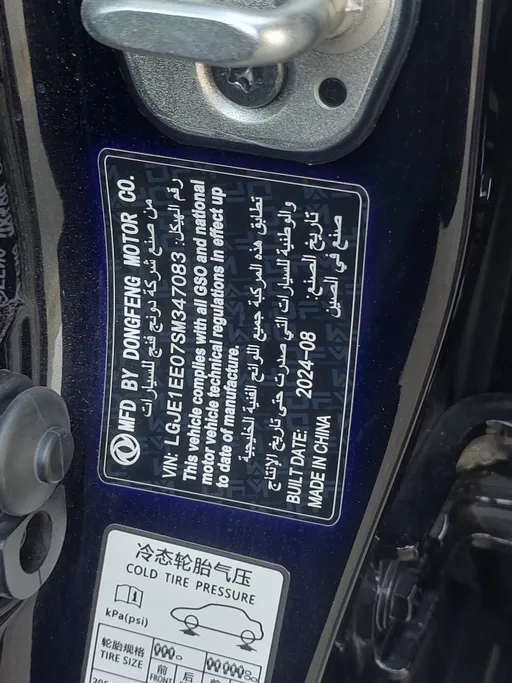 MFD BY DONGFENG MOTOR CO.
من صنع شركة دونج فنج للسيارات
VIN: LGJE1EE07SM347083 رقم الهيكل:
This vehicle complies with all GSO and national
motor vehicle technical regulations in effect up
to date of manufacture.
تطابق هذه المركبة جميع اللوائح الفنية الخليجية
والوطنية للسيارات التي صدرت حتى تاريخ الإنتاج
BUILT DATE: 2024-08 تاريخ الصنع:
MADE IN CHINA صنع في الصين
冷态轮胎气压
COLD TIRE PRESSURE
kPa(psi)
轮胎规格
TIRE SIZE
前 后
FRONT